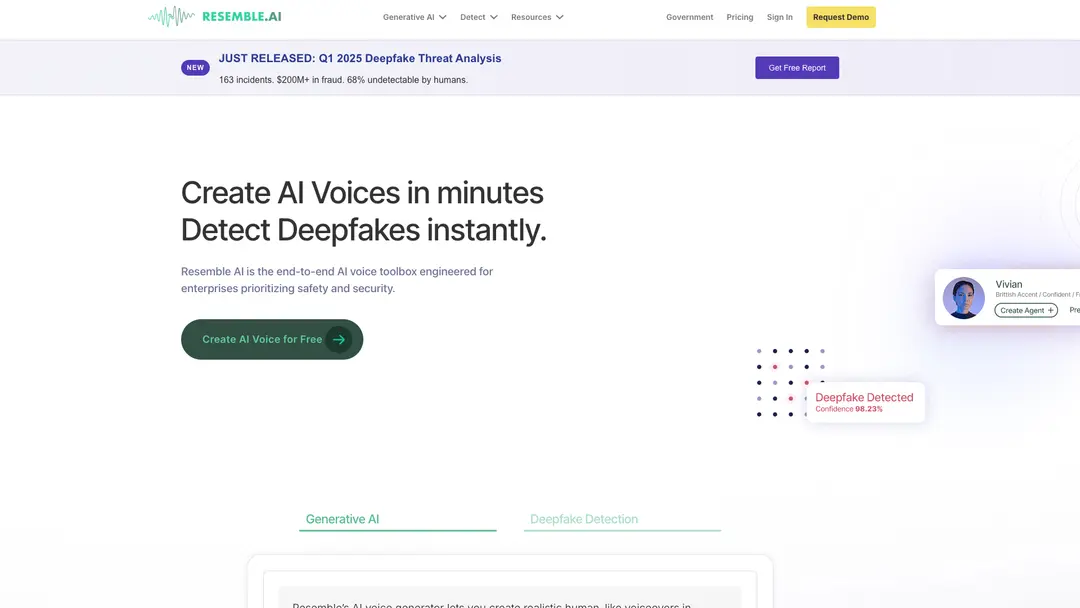 RESEMBLE.AI
Generative AI
Detect
Resources
Government
Pricing
Sign In
Request Demo
NEW
JUST RELEASED: Q1 2025 Deepfake Threat Analysis
163 incidents. $200M+ in fraud. 68% undetectable by humans.
Get Free Report
Create AI Voices in minutes
Detect Deepfakes instantly.
Resemble AI is the end-to-end AI voice toolbox engineered for
enterprises prioritizing safety and security.
Create AI Voice for Free
Vivian
Brittish Accent / Confident /
Create Agent +
Deepfake Detected
Confidence 98.23%
Generative AI
Deepfake Detection
Resemble's AI voice generator lets you create realistic human-like voiceovers in